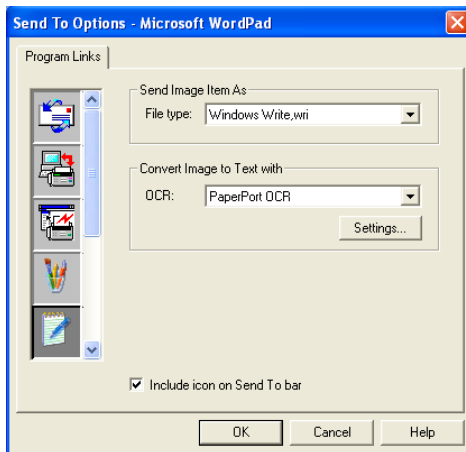 Send To Options - Microsoft WordPad
Program Links
Send Image Item As
File type: Windows Write,wri
Convert Image to Text with
OCR: PaperPort OCR
Settings...
Include icon on Send To bar
OK Cancel Help